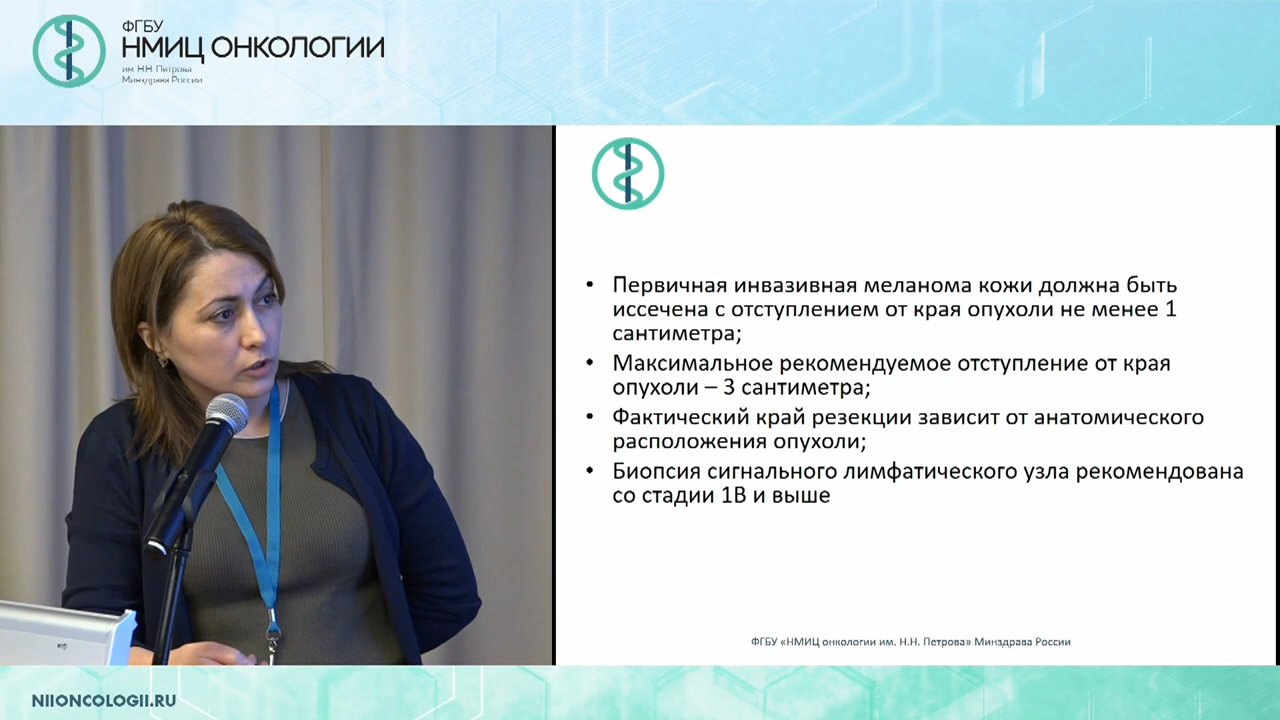 ФГБУ
НМИЦ ОНКОЛОГИИ
им. Н.Н. Петрова
Минздрава России
• Первичная инвазивная меланома кожи должна быть
иссечена с отступлением от края опухоли не менее 1
сантиметра;
• Максимальное рекомендуемое отступление от края
опухоли – 3 сантиметра;
• Фактический край резекции зависит от анатомического
расположения опухоли;
• Биопсия сигнального лимфатического узла рекомендована
со стадии 1В и выше
ФГБУ «НМИЦ онкологии им. Н.Н. Петрова» Минздрава России
NIIONCOLOGII.RU